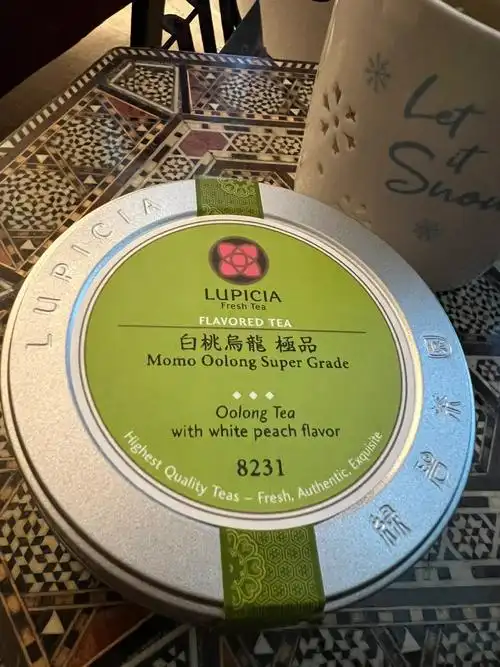 LUPICIA
LUPICIA
Fresh Tea
FLAVORED TEA
白桃烏龍 極品
Momo Oolong Super Grade
Oolong Tea
with white peach flavor
8231
Highest Quality Teas – Fresh, Authentic, Exquisite
Let
it
Snow